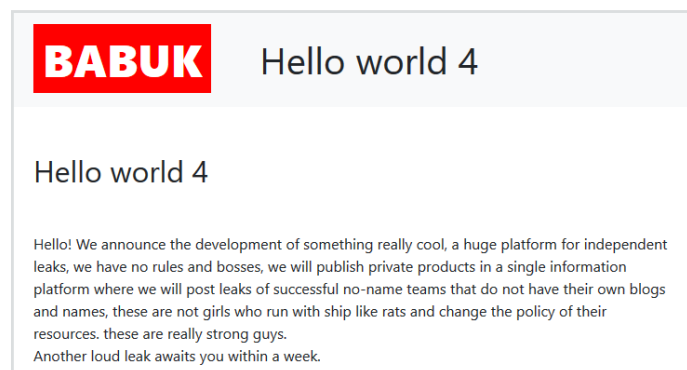 BABUK
Hello world 4
Hello world 4
Hello! We announce the development of something really cool, a huge platform for independent
leaks, we have no rules and bosses, we will publish private products in a single information
platform where we will post leaks of successful no-name teams that do not have their own blogs
and names, these are not girls who run with ship like rats and change the policy of their
resources. these are really strong guys.
Another loud leak awaits you within a week.